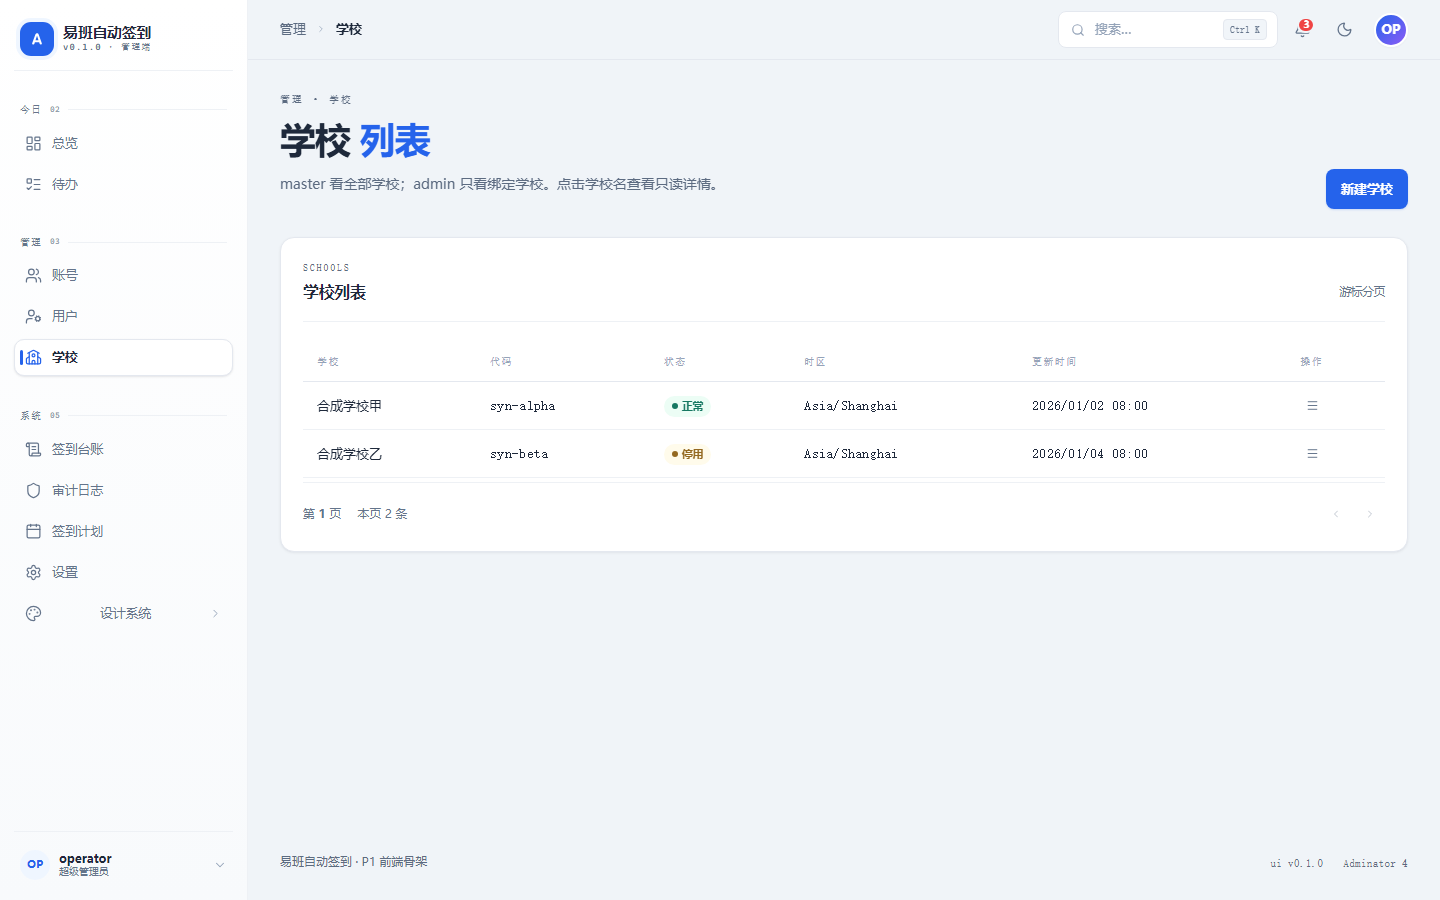 A
易班自动签到
v0.1.0 · 管理端
管理 › 学校
搜索...
Ctrl K
3
OP
今日 02
总览
待办
管理 03
账号
用户
学校
系统 05
签到台账
审计日志
签到计划
设置
设计系统
OP
operator
超级管理员
管理 · 学校
学校 列表
master 看全部学校；admin 只看绑定学校。点击学校名查看只读详情。
新建学校
SCHOOLS
学校列表
游标分页
学校 代码 状态 时区 更新时间 操作
合成学校甲 syn-alpha 正常 Asia/Shanghai 2026/01/02 08:00
合成学校乙 syn-beta 停用 Asia/Shanghai 2026/01/04 08:00
第 1 页 本页 2 条
易班自动签到 · P1 前端骨架
ui v0.1.0 Adminator 4